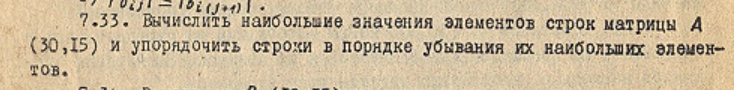 7.33. Вычислить наибольшие значения элементов строк матрицы A
(30,15) и упорядочить строки в порядке убывания их наибольших элемен-
тов.